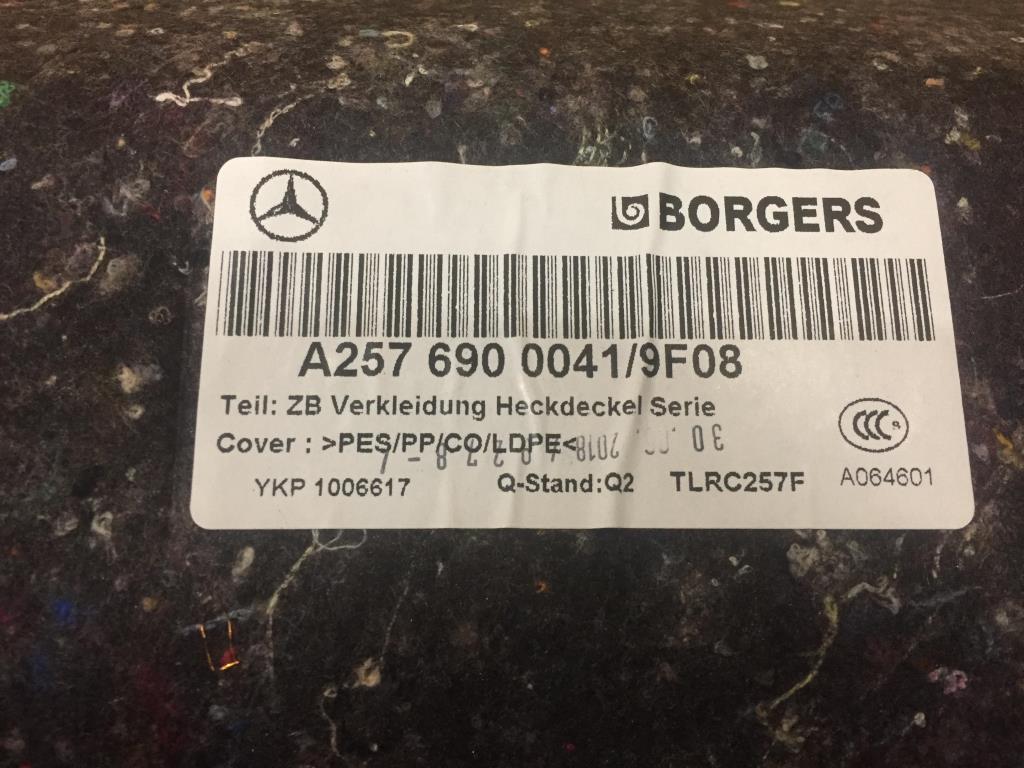 BORGERS
A257 690 0041/9F08
Teil: ZB Verkleidung Heckdeckel Serie
Cover : >PES/PP/CO/LDPE<
YKP 1006617 Q-Stand:Q2 TLRC257F A064601
CCC